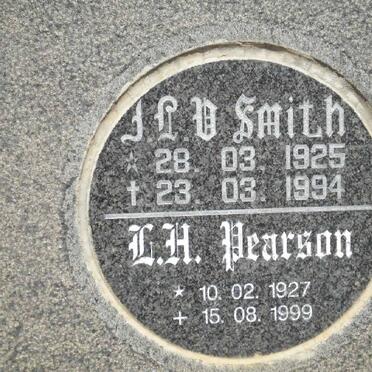 J.L.V Smith
☆ 28. 03. 1925
† 23. 03. 1994
L.H. Pearson
★ 10. 02. 1927
+ 15. 08. 1999